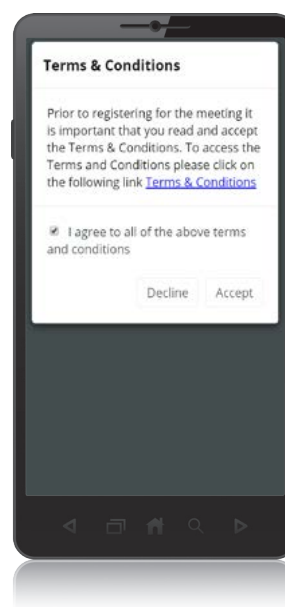 Terms & Conditions
Prior to registering for the meeting it
is important that you read and accept
the Terms & Conditions. To access the
Terms and Conditions please click on
the following link Terms & Conditions
I agree to all of the above terms
and conditions
Decline Accept